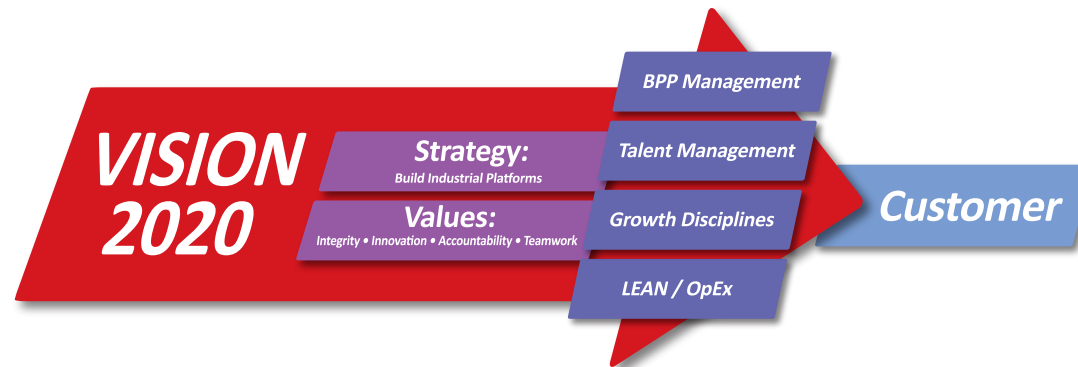 VISION
2020
Strategy:
Build Industrial Platforms
Values:
Integrity • Innovation • Accountability • Teamwork
BPP Management
Talent Management
Growth Disciplines
LEAN / OpEx
Customer